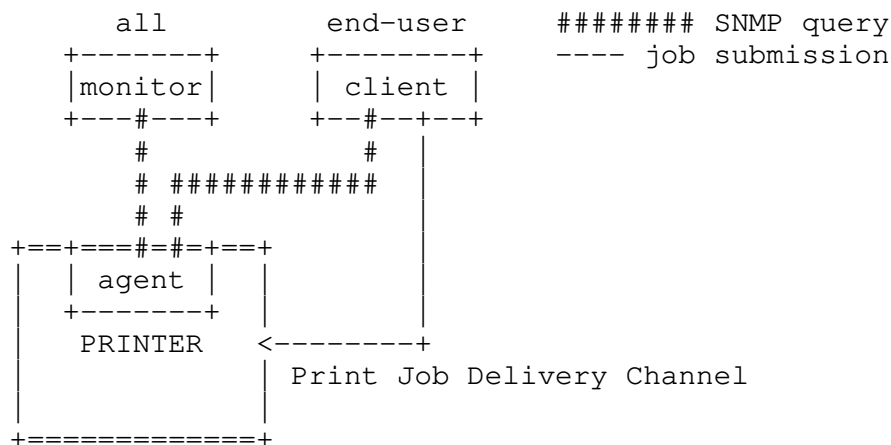 all end-user ######## SNMP query
+-------+ +--------+ ---- job submission
|monitor| | client |
+---#---+ +--#--+--+
# # |
# ############ |
# # |
+==+===#=#=+==+ |
| | agent | | |
| +-------+ | |
| PRINTER <--------+
| | Print Job Delivery Channel
| |
+=============+